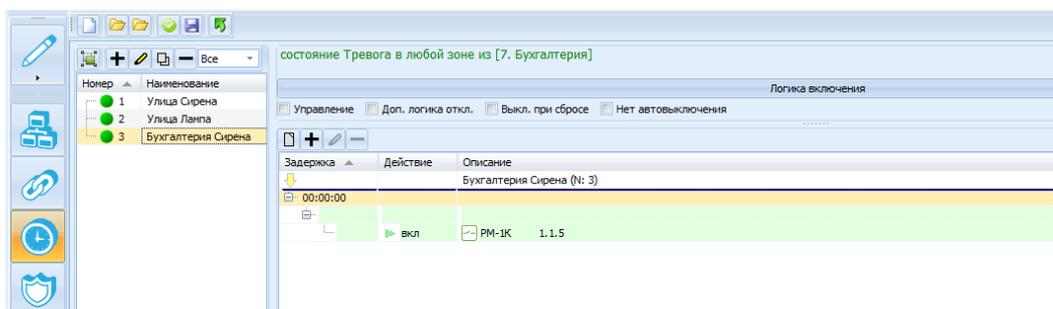 Все
состояние Тревога в любой зоне из [7. Бухгалтерия]
Номер Наименование
1 Улица Сирена
2 Улица Лампа
3 Бухгалтерия Сирена
Логика включения
Управление Доп. логика откл. Выкл. при сбросе Нет автовыключения
Задержка Действие Описание
Бухгалтерия Сирена (N: 3)
00:00:00
вкл РМ-1К 1.1.5